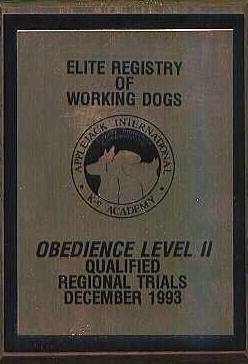 ELITE REGISTRY
OF
WORKING DOGS
APPLEJACK INTERNATIONAL
K-9 ACADEMY
OBEDIENCE LEVEL II
QUALIFIED
REGIONAL TRIALS
DECEMBER 1993